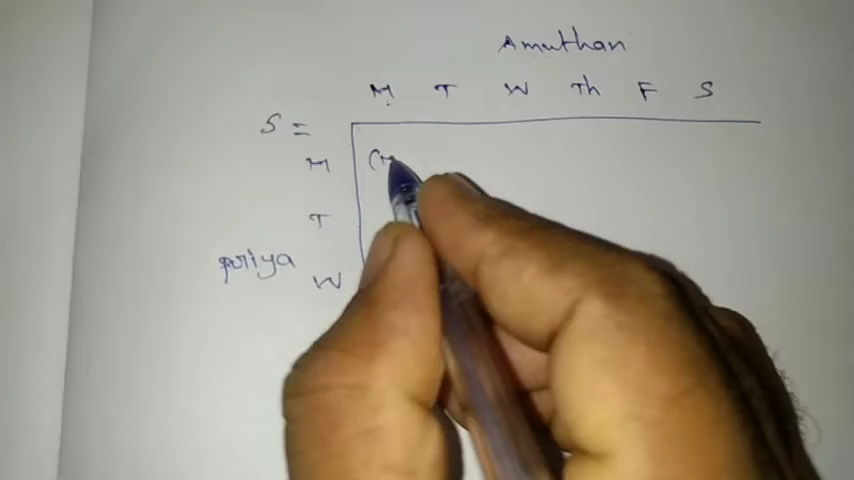 Amuthan
M T W Th F S
S =
M (M
T
Priya
W